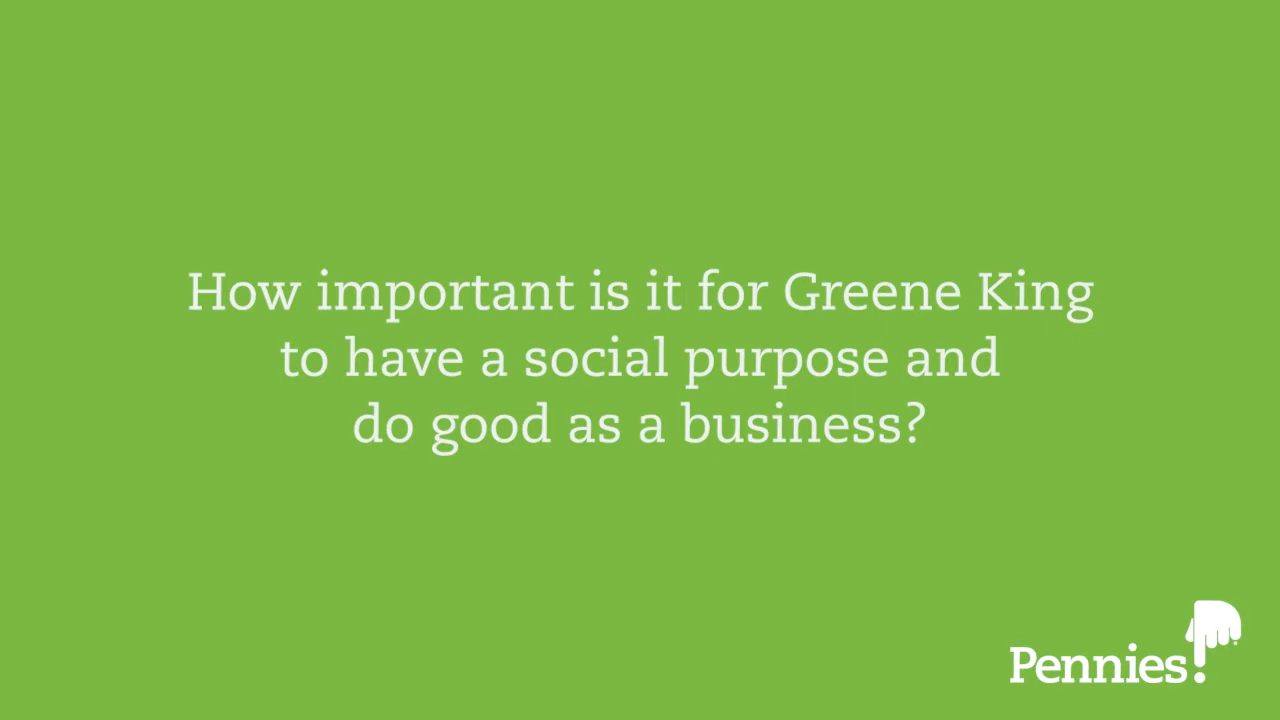 How important is it for Greene King
to have a social purpose and
do good as a business?
Pennies!